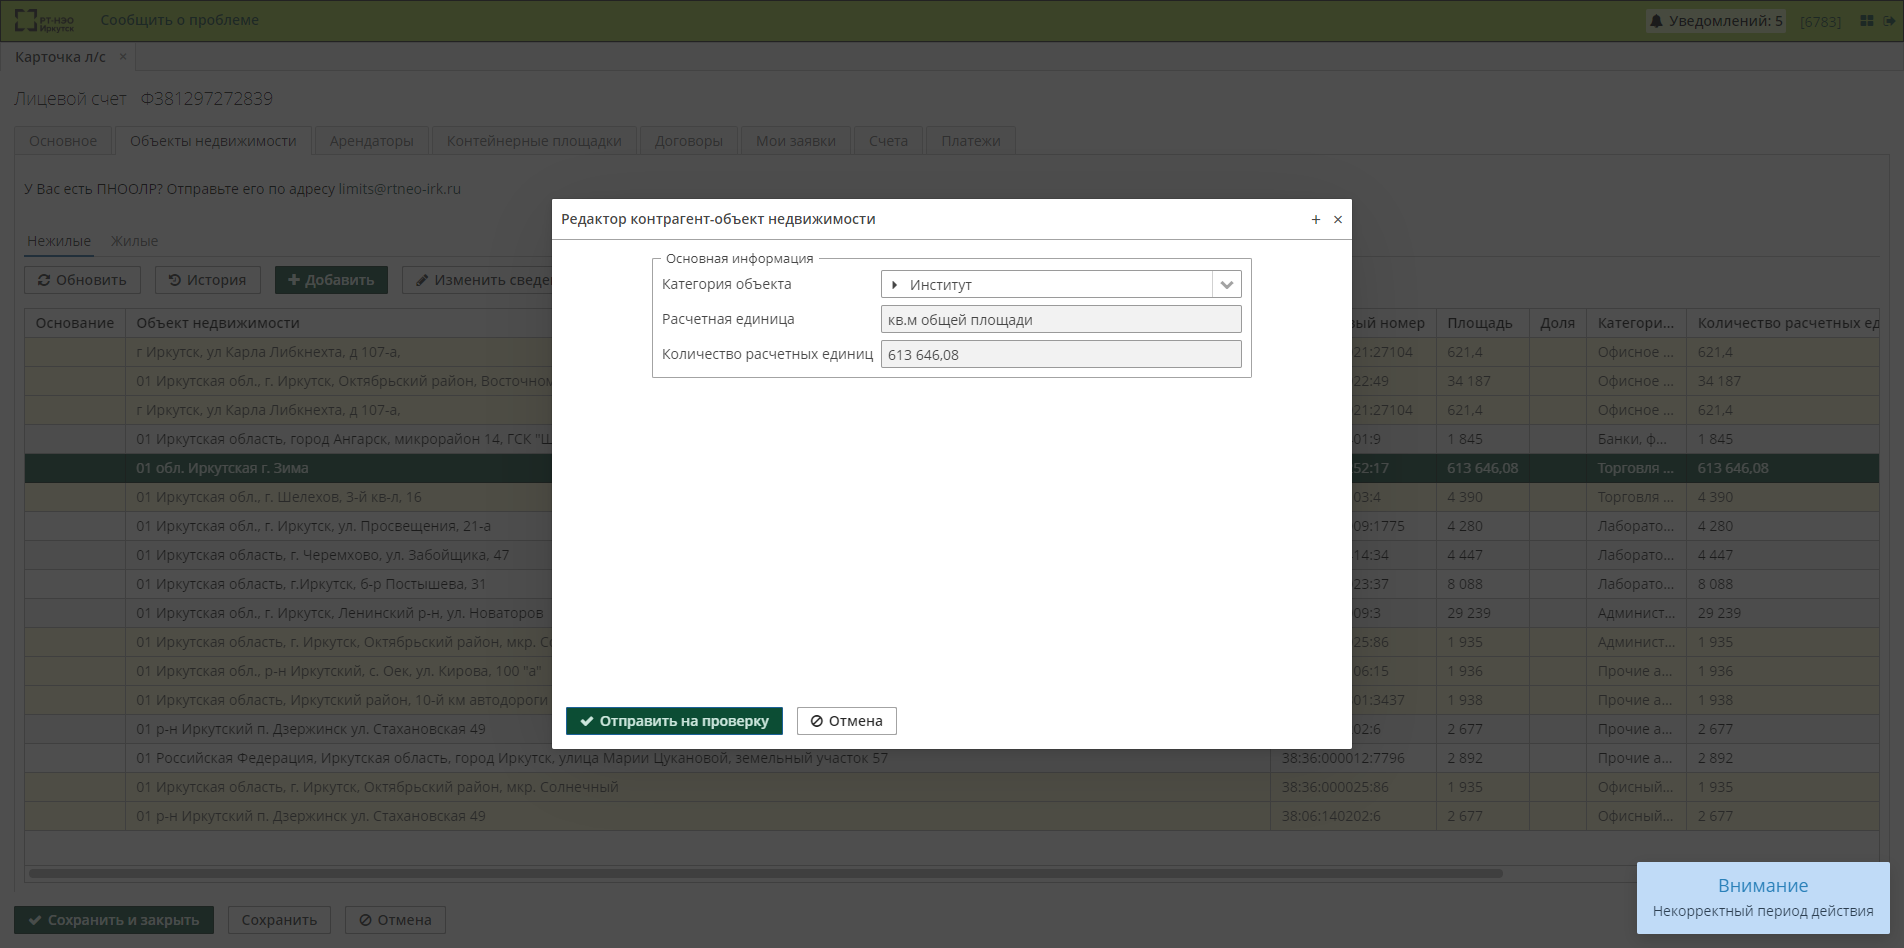 РТ-НЭО
Иркутск
Сообщить о проблеме
Уведомлений: 5
[6783]
Карточка л/с ×
Лицевой счет Ф381297272839
Основное
Объекты недвижимости
Арендаторы
Контейнерные площадки
Договоры
Мои заявки
Счета
Платежи
У Вас есть ПНООЛР? Отправьте его по адресу limits@rtneo-irk.ru
Нежилые Жилые
Обновить
История
Добавить
Изменить сведе
Редактор контрагент-объект недвижимости + ×
Основная информация
Категория объекта Институт
Расчетная единица кв.м общей площади
Количество расчетных единиц 613 646,08
Отправить на проверку
Отмена
Основание Объект недвижимости ый номер Площадь Доля Категори... Количество расчетных ед
г Иркутск, ул Карла Либкнехта, д 107-а, 21:27104 621,4 Офисное ... 621,4
01 Иркутская обл., г. Иркутск, Октябрьский район, Восточном 22:49 34 187 Офисное ... 34 187
г Иркутск, ул Карла Либкнехта, д 107-а, 21:27104 621,4 Офисное ... 621,4
01 Иркутская область, город Ангарск, микрорайон 14, ГСК "Ш 01:9 1 845 Банки, ф... 1 845
01 обл. Иркутская г. Зима 52:17 613 646,08 Торговля ... 613 646,08
01 Иркутская обл., г. Шелехов, 3-й кв-л, 16 03:4 4 390 Торговля ... 4 390
01 Иркутская обл., г. Иркутск, ул. Просвещения, 21-а 09:1775 4 280 Лаборато... 4 280
01 Иркутская область, г. Черемхово, ул. Забойщика, 47 14:34 4 447 Лаборато... 4 447
01 Иркутская область, г.Иркутск, б-р Постышева, 31 23:37 8 088 Лаборато... 8 088
01 Иркутская обл., г. Иркутск, Ленинский р-н, ул. Новаторов 09:3 29 239 Админист... 29 239
01 Иркутская область, г. Иркутск, Октябрьский район, мкр. Со 25:86 1 935 Админист... 1 935
01 Иркутская обл., р-н Иркутский, с. Оек, ул. Кирова, 100 "а" 06:15 1 936 Прочие а... 1 936
01 Иркутская область, Иркутский район, 10-й км автодороги 01:3437 1 938 Прочие а... 1 938
01 р-н Иркутский п. Дзержинск ул. Стахановская 49 02:6 2 677 Прочие а... 2 677
01 Российская Федерация, Иркутская область, город Иркутск, улица Марии Цукановой, земельный участок 57 38:36:000012:7796 2 892 Прочие а... 2 892
01 Иркутская область, г. Иркутск, Октябрьский район, мкр. Солнечный 38:36:000025:86 1 935 Офисный... 1 935
01 р-н Иркутский п. Дзержинск ул. Стахановская 49 38:06:140202:6 2 677 Офисный... 2 677
Сохранить и закрыть
Сохранить
Отмена
Внимание
Некорректный период действия